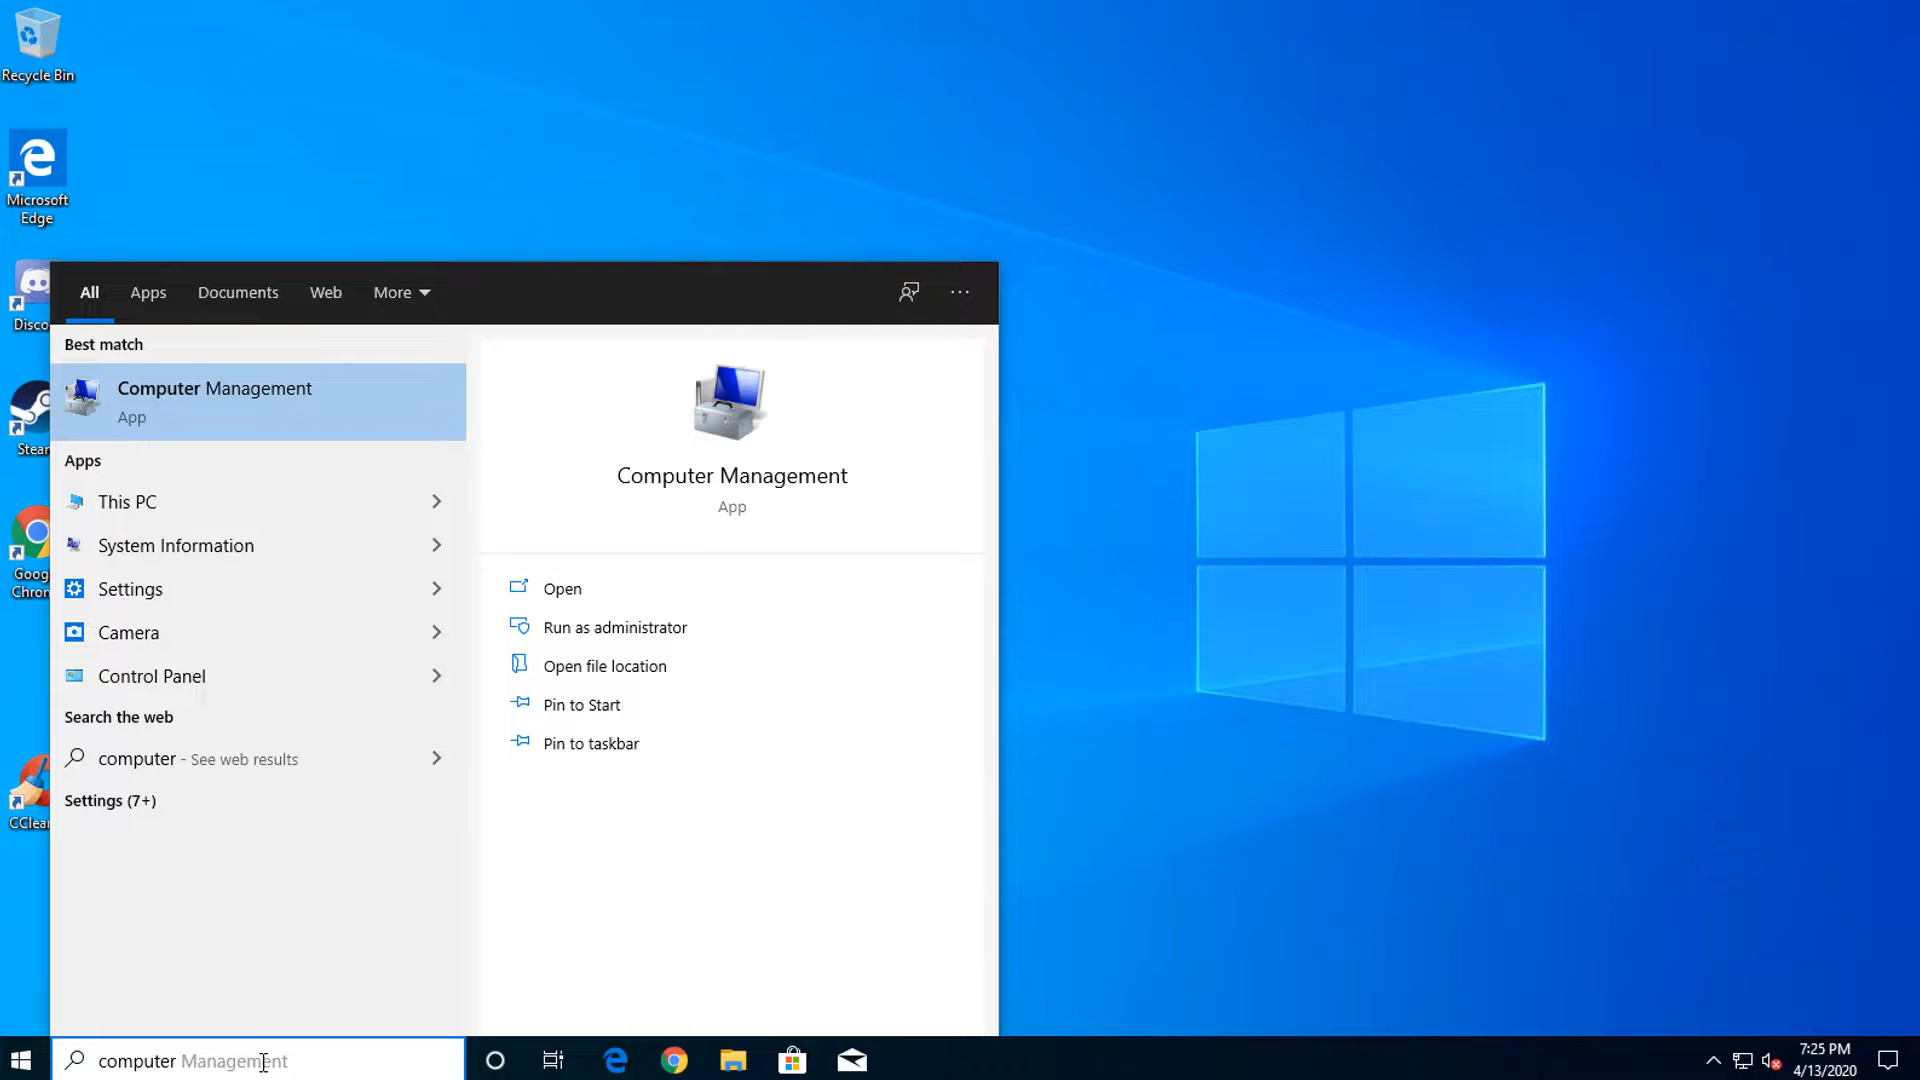 Recycle Bin
Microsoft
Edge
Disco
Stear
Goog
Chron
CClear
All
Apps
Documents
Web
More
Best match
Computer Management
App
Apps
This PC
System Information
Settings
Camera
Control Panel
Search the web
computer - See web results
Settings (7+)
Computer Management
App
Open
Run as administrator
Open file location
Pin to Start
Pin to taskbar
computer Management
7:25 PM
4/13/2020